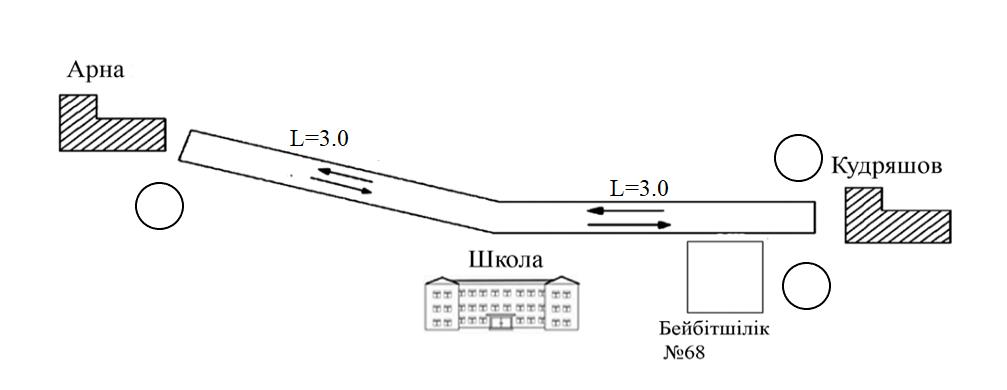 Арна
L=3.0
Кудряшов
L=3.0
Школа
Бейбітшілік
№68